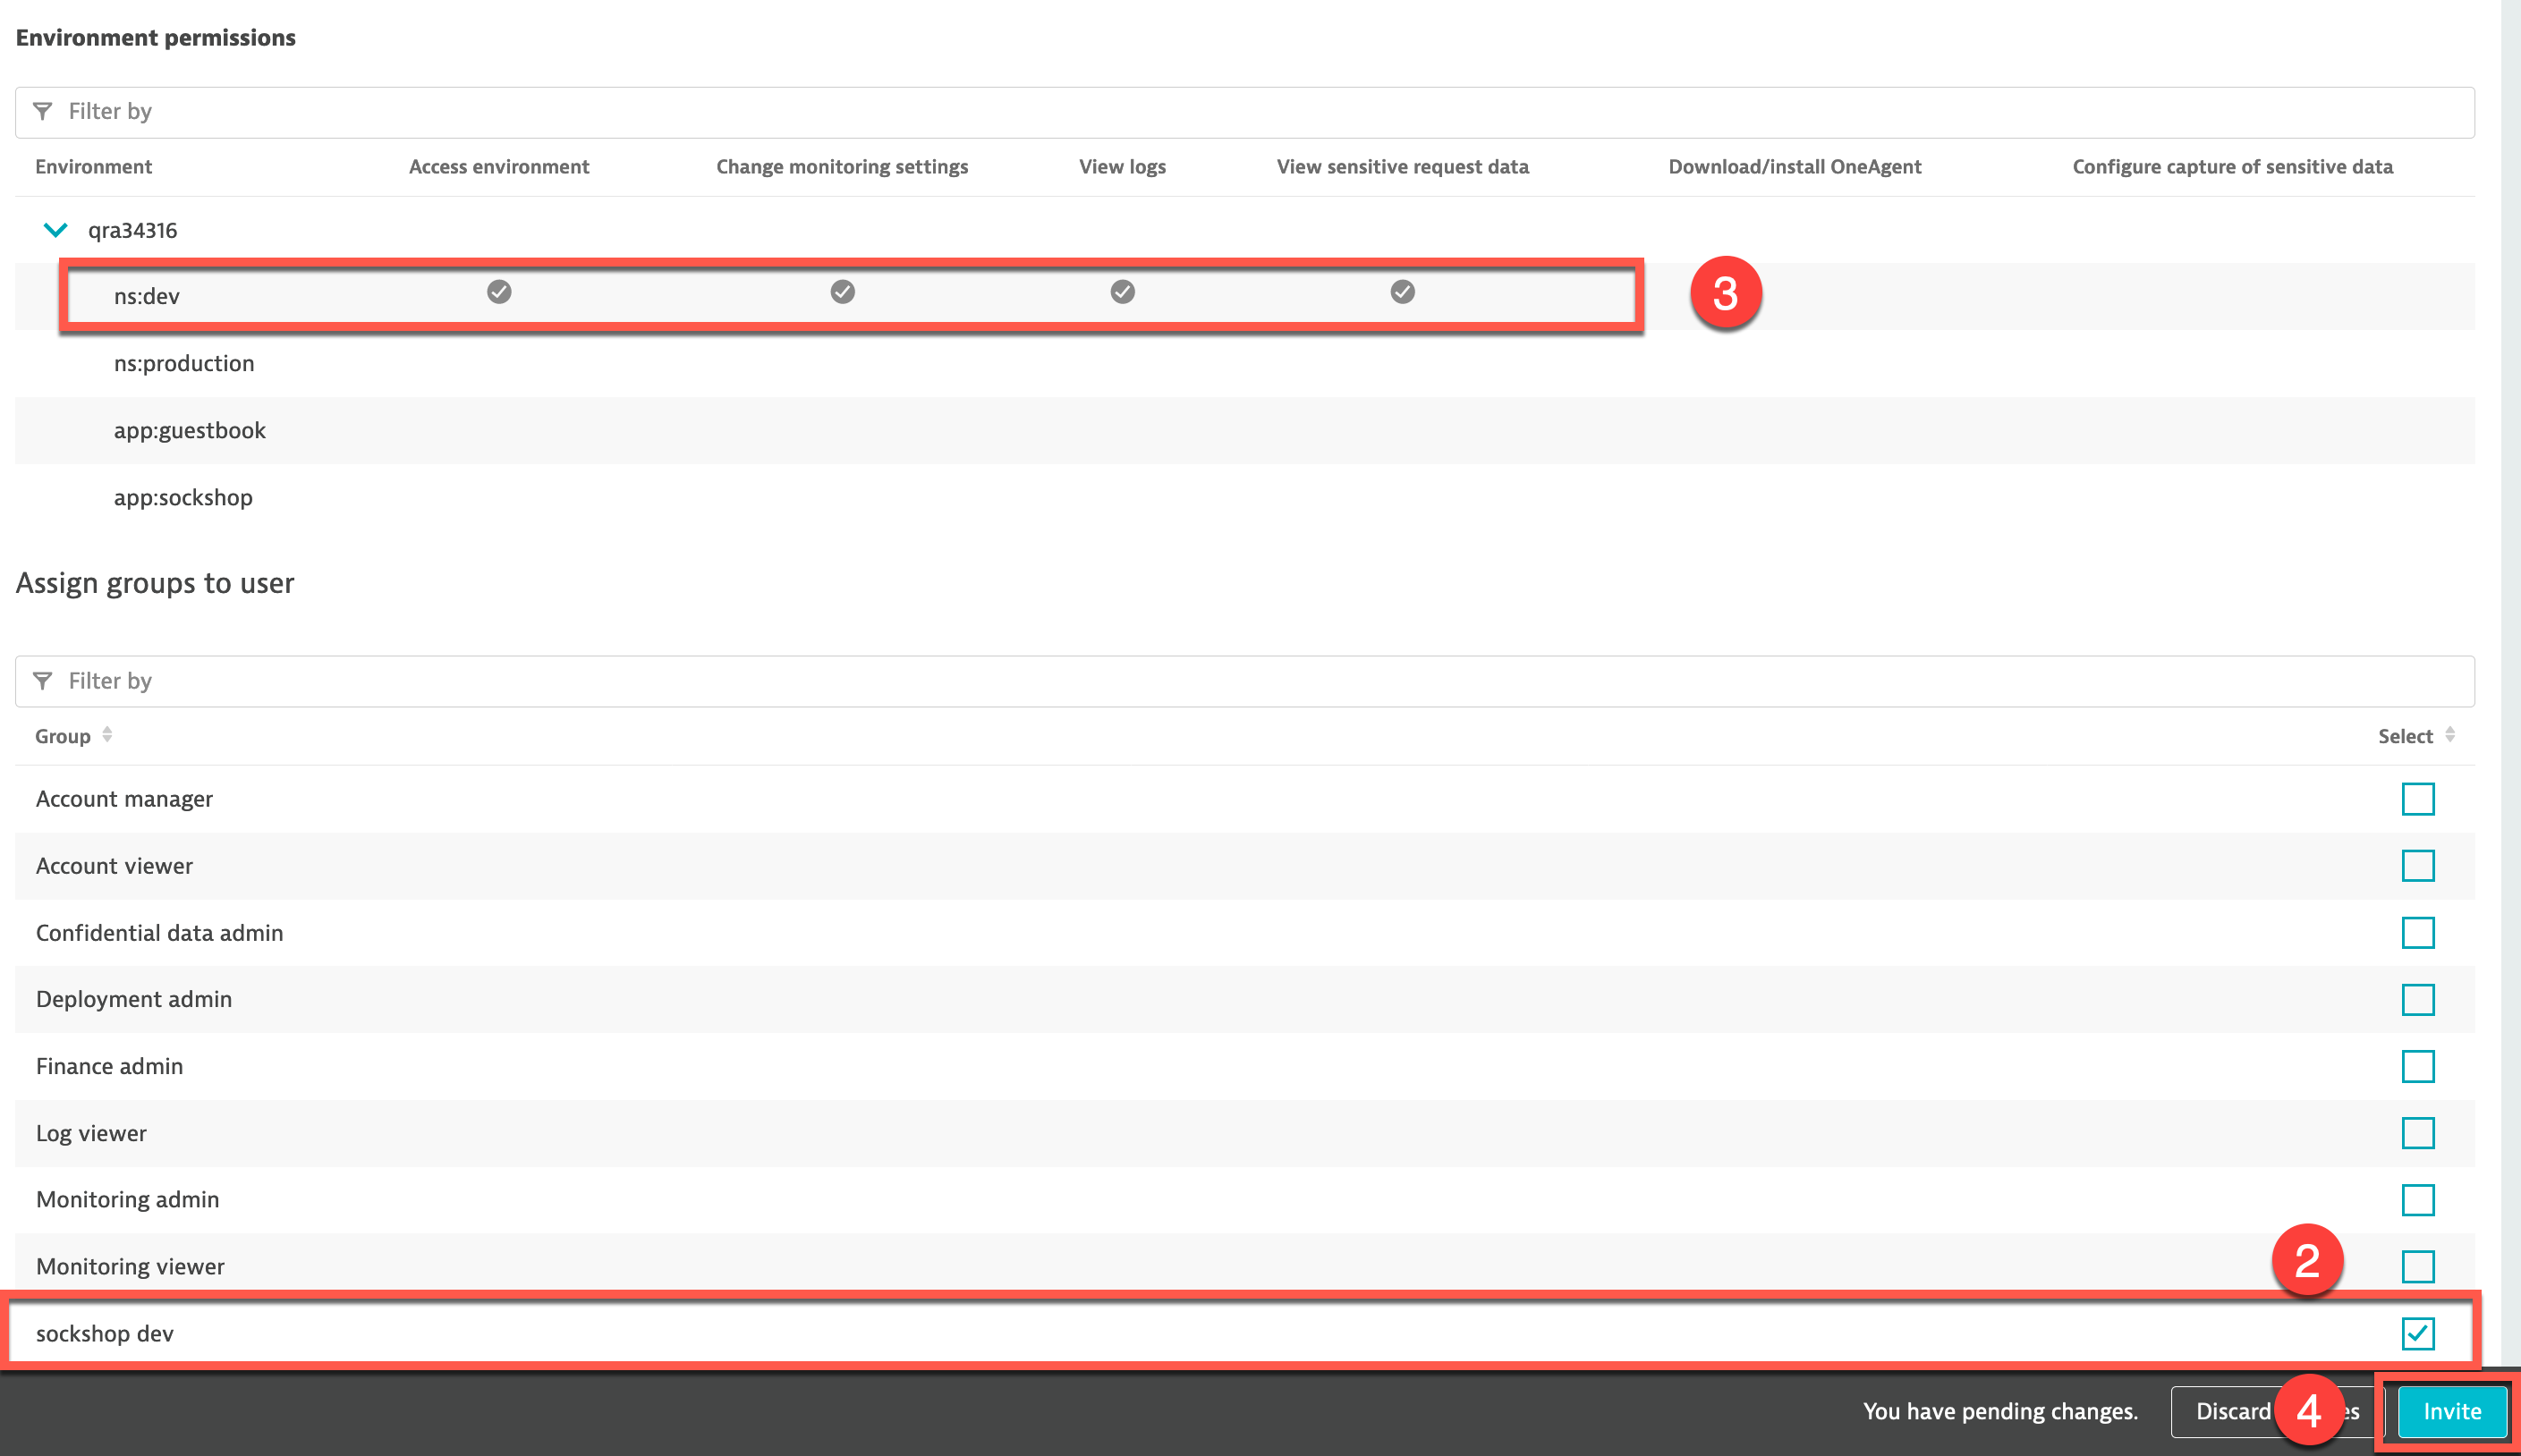 Environment permissions
Filter by
Environment Access environment Change monitoring settings View logs View sensitive request data Download/install OneAgent Configure capture of sensitive data
qra34316
ns:dev
3
ns:production
app:guestbook
app:sockshop
Assign groups to user
Filter by
Group Select
Account manager
Account viewer
Confidential data admin
Deployment admin
Finance admin
Log viewer
Monitoring admin
Monitoring viewer
2
sockshop dev
You have pending changes. Discard 4 es Invite